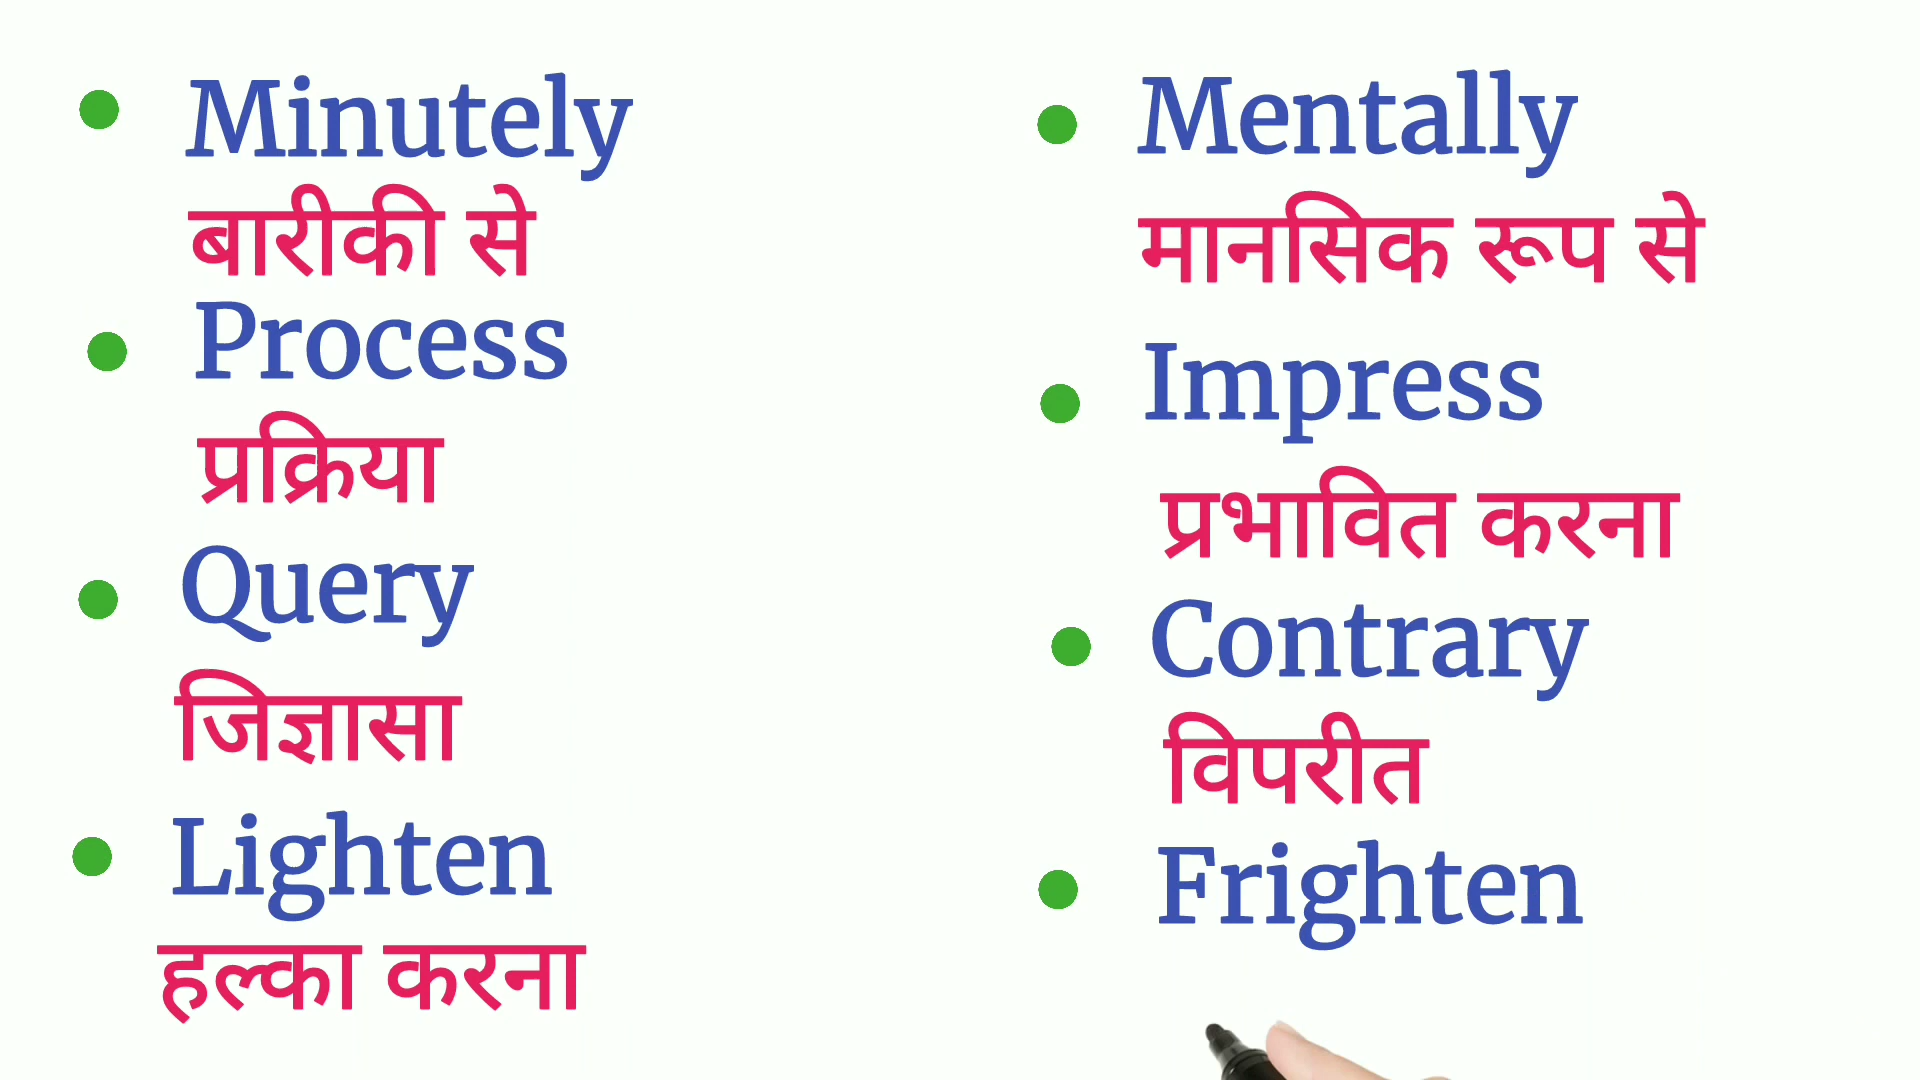 Minutely
बारीकी से
Process
प्रक्रिया
Query
जिज्ञासा
Lighten
हल्का करना
Mentally
मानसिक रूप से
Impress
प्रभावित करना
Contrary
विपरीत
Frighten